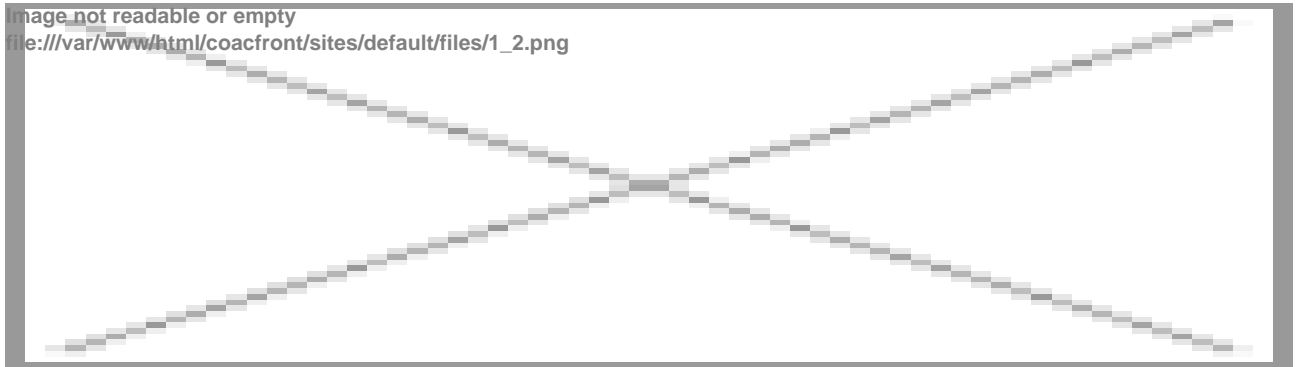 Image not readable or empty
file:///var/www/html/coacfront/sites/default/files/1_2.png